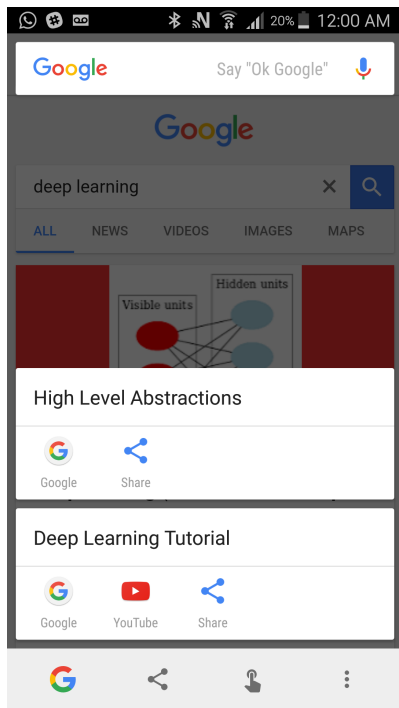 20% 12:00 AM
Google Say "Ok Google"
Google
deep learning
ALL NEWS VIDEOS IMAGES MAPS
Hidden units
Visible units
High Level Abstractions
Google Share
Deep Learning Tutorial
Google YouTube Share